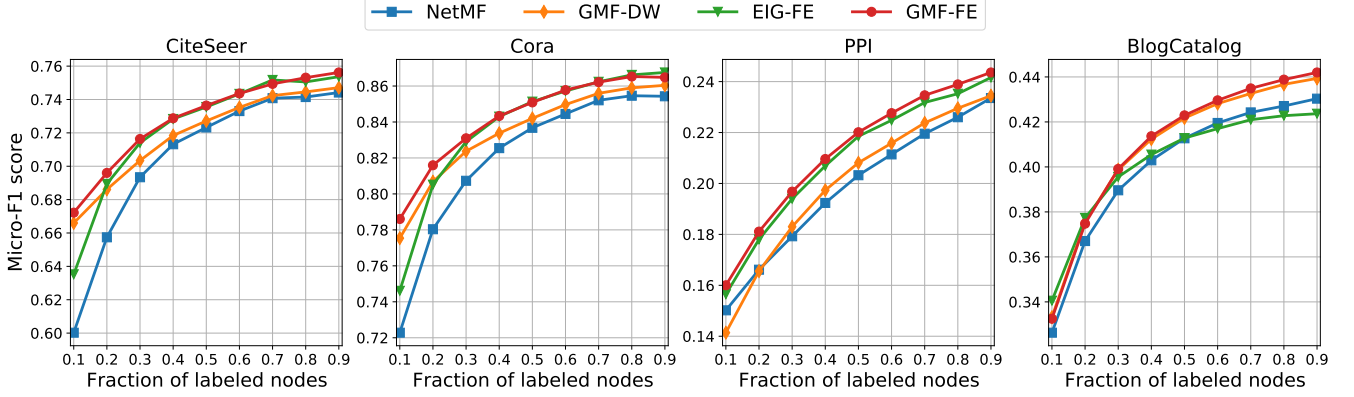 NetMF GMF-DW EIG-FE GMF-FE
CiteSeer Cora PPI BlogCatalog
Micro-F1 score
0.76
0.74
0.72
0.70
0.68
0.66
0.64
0.62
0.60
0.1 0.2 0.3 0.4 0.5 0.6 0.7 0.8 0.9
Fraction of labeled nodes
0.86
0.84
0.82
0.80
0.78
0.76
0.74
0.72
0.1 0.2 0.3 0.4 0.5 0.6 0.7 0.8 0.9
Fraction of labeled nodes
0.24
0.22
0.20
0.18
0.16
0.14
0.1 0.2 0.3 0.4 0.5 0.6 0.7 0.8 0.9
Fraction of labeled nodes
0.44
0.42
0.40
0.38
0.36
0.34
0.1 0.2 0.3 0.4 0.5 0.6 0.7 0.8 0.9
Fraction of labeled nodes